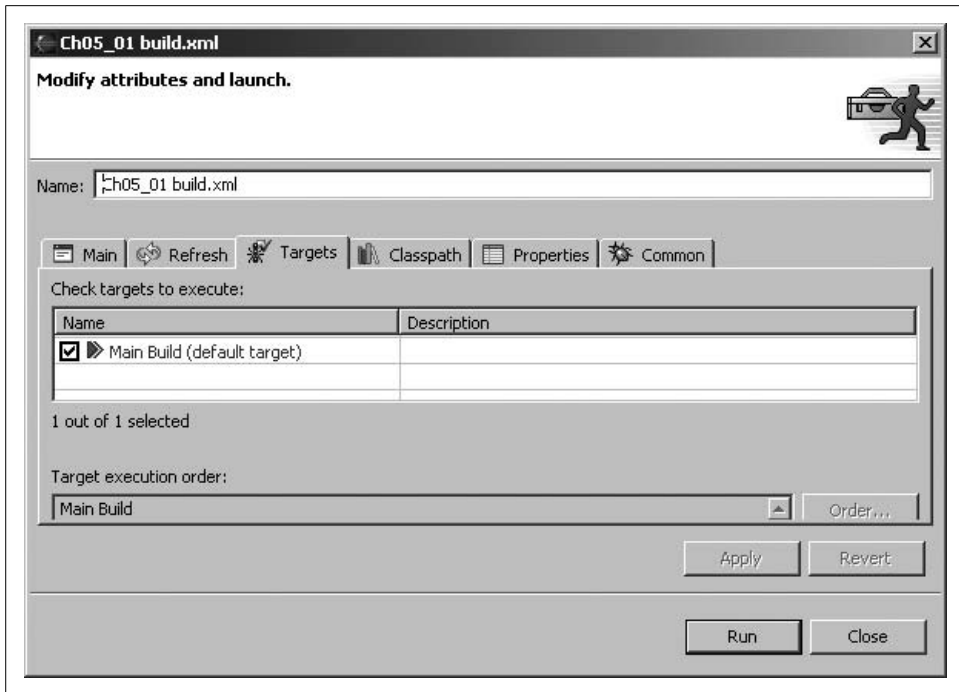 Ch05_01 build.xml
Modify attributes and launch.
Name: Ch05_01 build.xml
Main Refresh Targets Classpath Properties Common
Check targets to execute:
Name Description
Main Build (default target)
1 out of 1 selected
Target execution order:
Main Build Order...
Apply Revert
Run Close